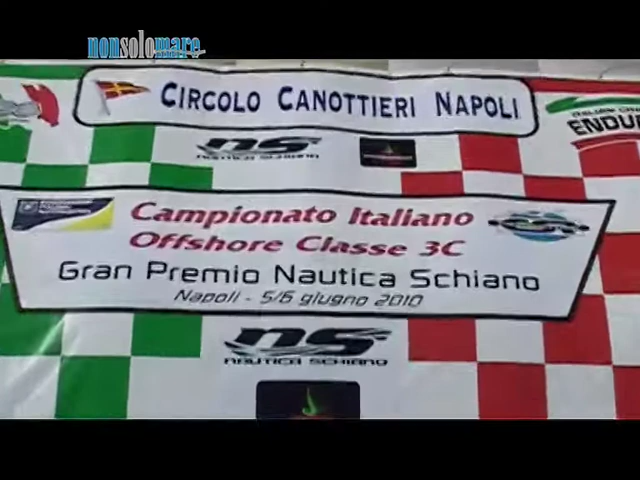 nonsolomare
CIRCOLO CANOTTIERI NAPOLI
ns
NAUTICA SCHIANO
Campionato Italiano
Offshore Classe 3C
Gran Premio Nautica Schiano
Napoli - 5/6 giugno 2010
ns
NAUTICA SCHIANO